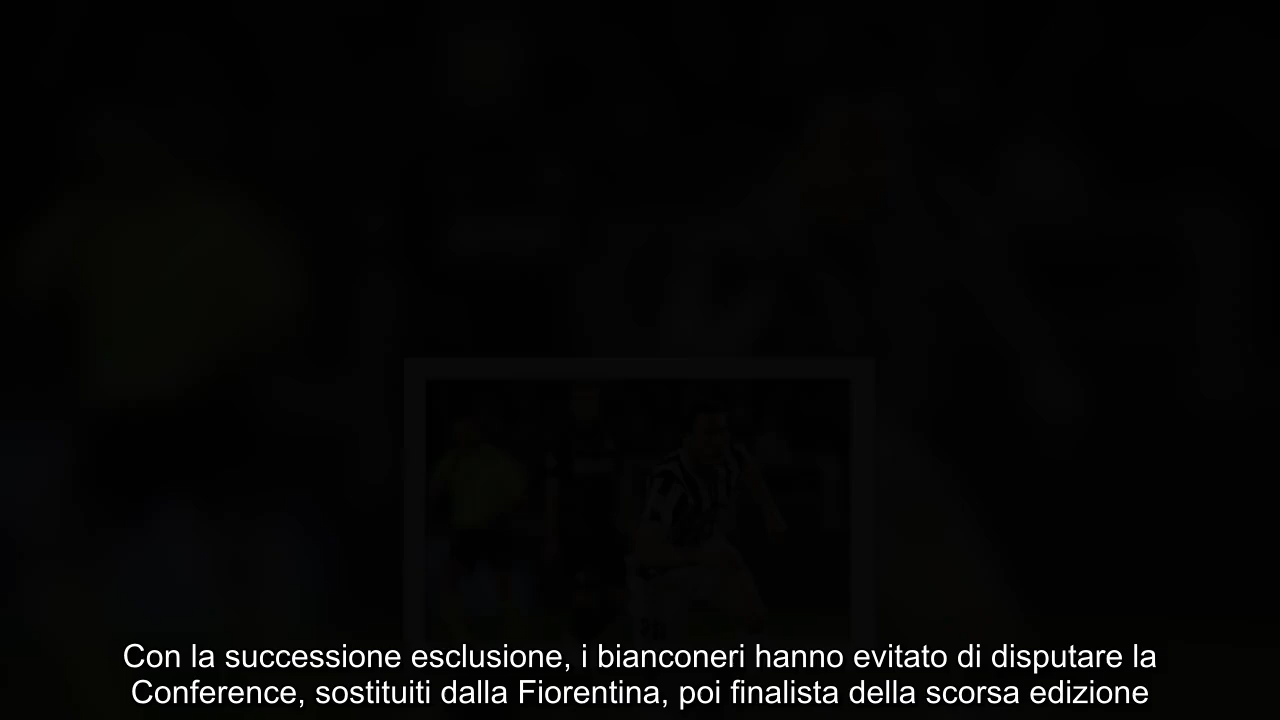 Con la successione esclusione, i bianconeri hanno evitato di disputare la
Conference, sostituiti dalla Fiorentina, poi finalista della scorsa edizione